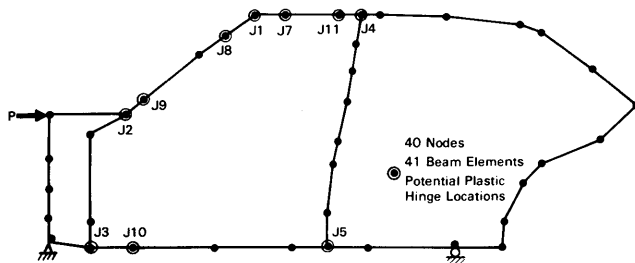 J1 J7 J11 J4
J8
J9
P
J2
40 Nodes
41 Beam Elements
Potential Plastic
Hinge Locations
J3 J10 J5